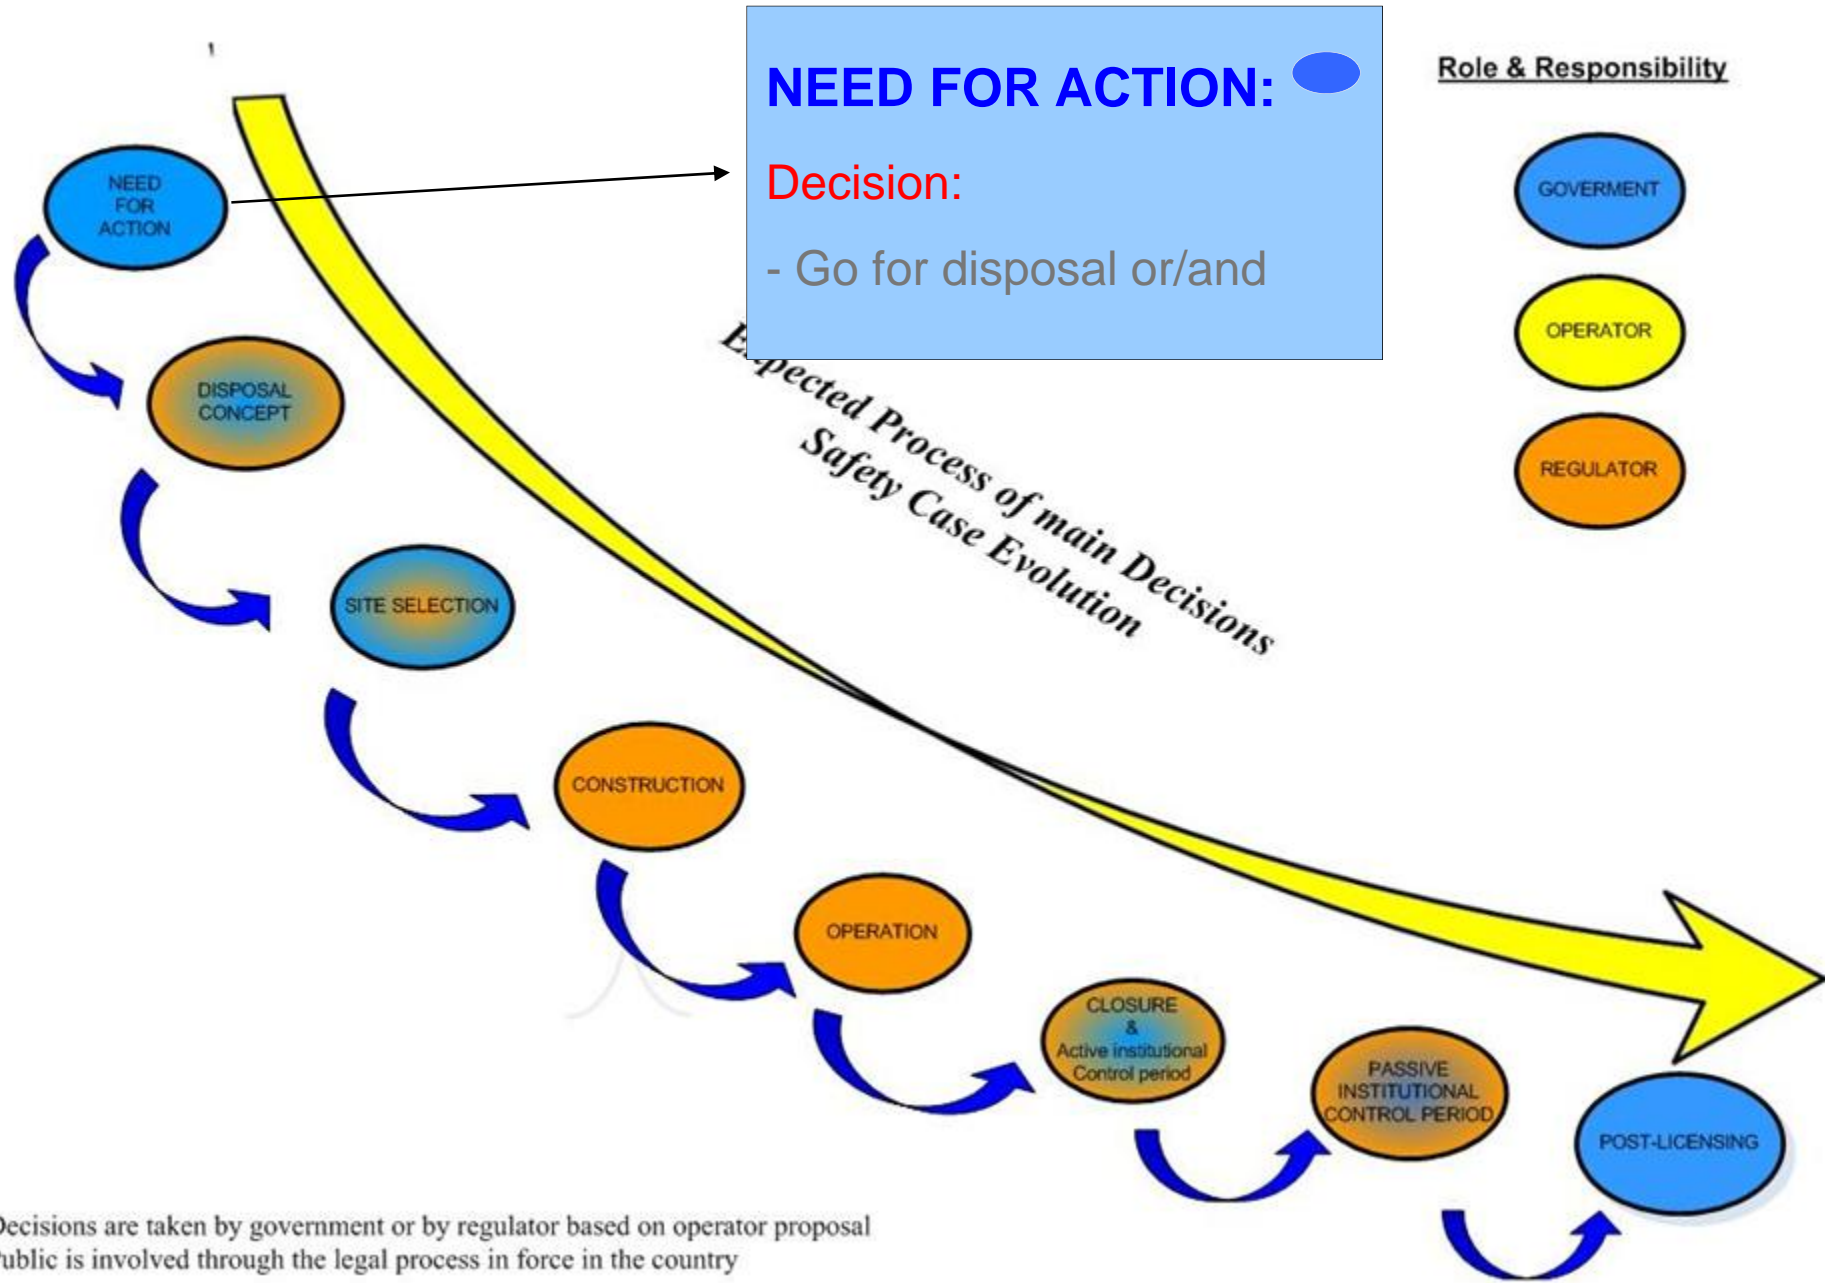 NEED FOR ACTION:
Decision:
- Go for disposal or/and
Role & Responsibility
GOVERMENT
OPERATOR
REGULATOR
NEED
FOR
ACTION
DISPOSAL
CONCEPT
SITE SELECTION
CONSTRUCTION
OPERATION
CLOSURE
&
Active institutional
Control period
PASSIVE
INSTITUTIONAL
CONTROL PERIOD
POST-LICENSING
Expected Process of main Decisions
Safety Case Evolution
Decisions are taken by government or by regulator based on operator proposal
Public is involved through the legal process in force in the country